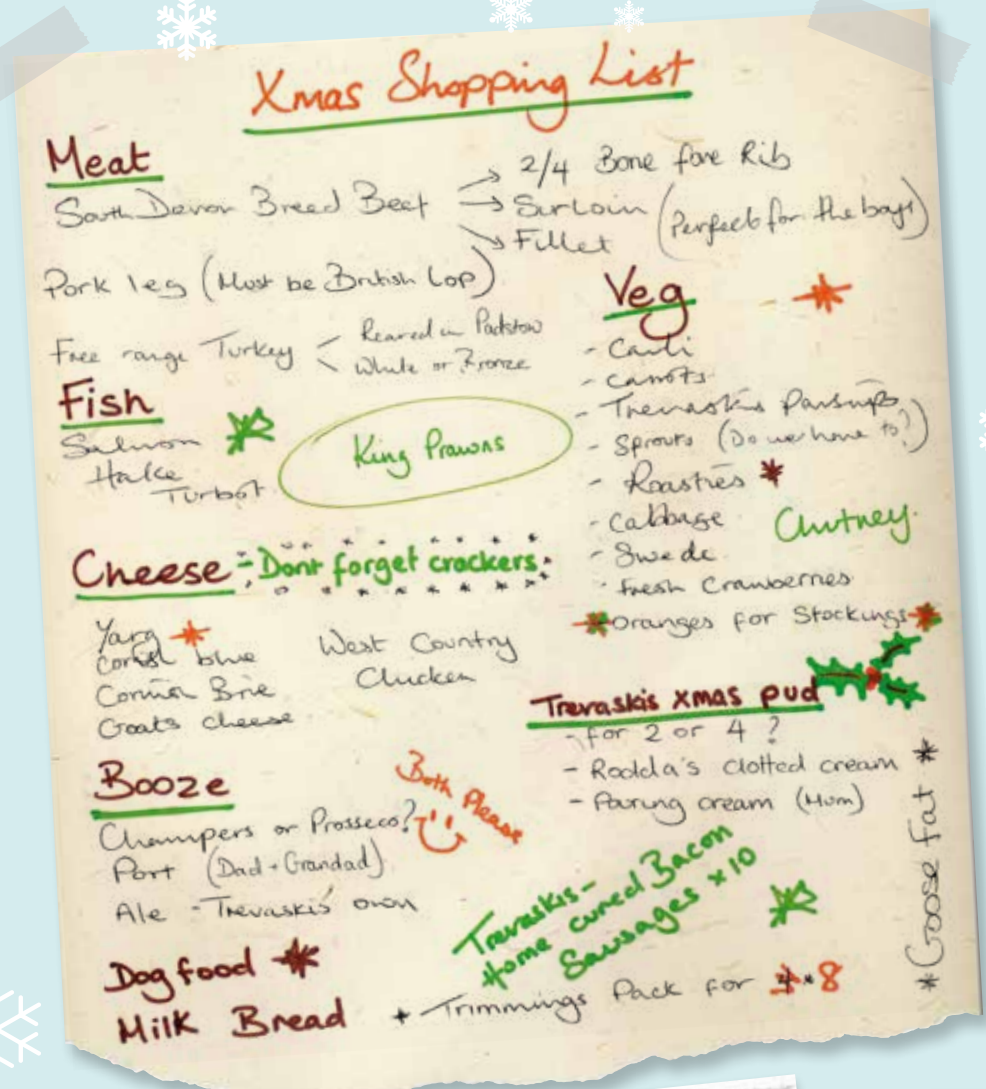 Xmas Shopping List
Meat
South Devon Breed Beef
2/4 Bone fore Rib
Sirloin
Fillet
(Perfect for the boys)
Pork leg (Must be British Lop)
Free range Turkey
Reared in Padstow
White or Bronze
Fish
Salmon
Hake
Turbot
King Prawns
Veg
- Cauli
- Carrots
- Trevaskis Parsnips
- Sprouts (Do we have to?)
- Roasties
- Cabbage
- Swede
- Fresh Cranberries
Oranges for Stockings
Chutney
Cheese - Dont forget crackers
Yarg
Cornish blue
Cornish Brie
Goats cheese
West Country
Chicken
Trevaskis xmas pud
- for 2 or 4?
- Rodda's clotted cream
- Pouring cream (Mum)
Booze
Champers or Prosseco?
Both Please
Port (Dad + Grandad)
Ale - Trevaskis' own
Trevaskis -
Home cured Bacon
Sausages x 10
*Goose Fat*
Dog food
Milk Bread
+ Trimmings Pack for 4 8